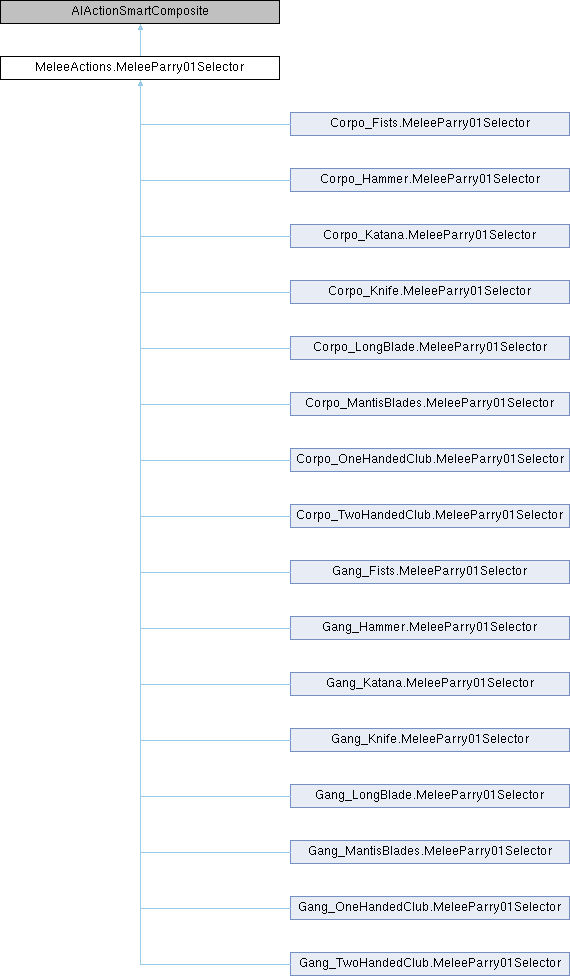 AIActionSmartComposite
MeleeActions.MeleeParry01Selector
Corpo_Fists.MeleeParry01Selector
Corpo_Hammer.MeleeParry01Selector
Corpo_Katana.MeleeParry01Selector
Corpo_Knife.MeleeParry01Selector
Corpo_LongBlade.MeleeParry01Selector
Corpo_MantisBlades.MeleeParry01Selector
Corpo_OneHandedClub.MeleeParry01Selector
Corpo_TwoHandedClub.MeleeParry01Selector
Gang_Fists.MeleeParry01Selector
Gang_Hammer.MeleeParry01Selector
Gang_Katana.MeleeParry01Selector
Gang_Knife.MeleeParry01Selector
Gang_LongBlade.MeleeParry01Selector
Gang_MantisBlades.MeleeParry01Selector
Gang_OneHandedClub.MeleeParry01Selector
Gang_TwoHandedClub.MeleeParry01Selector